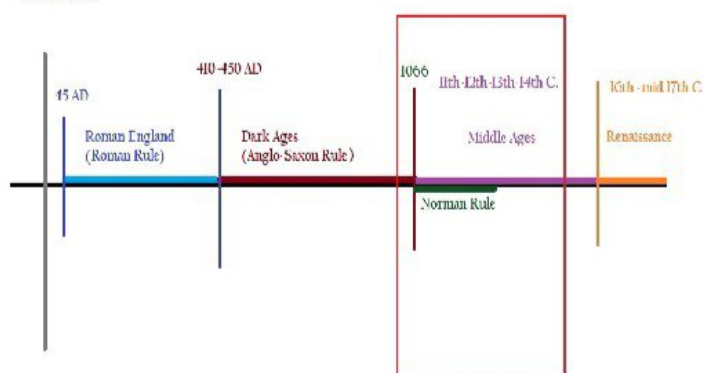 410-450 AD
1066
11th-12th-13th-14th C.
16th - mid 17th C.
45 AD
Roman England
(Roman Rule)
Dark Ages
(Anglo-Saxon Rule)
Middle Ages
Renaissance
Norman Rule